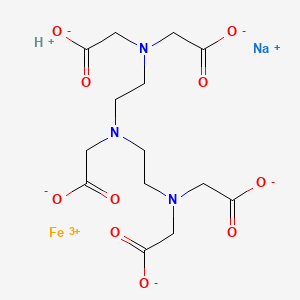 O - O -
N
H + O O Na +
N
O - O N O -
O O
Fe 3+ O -